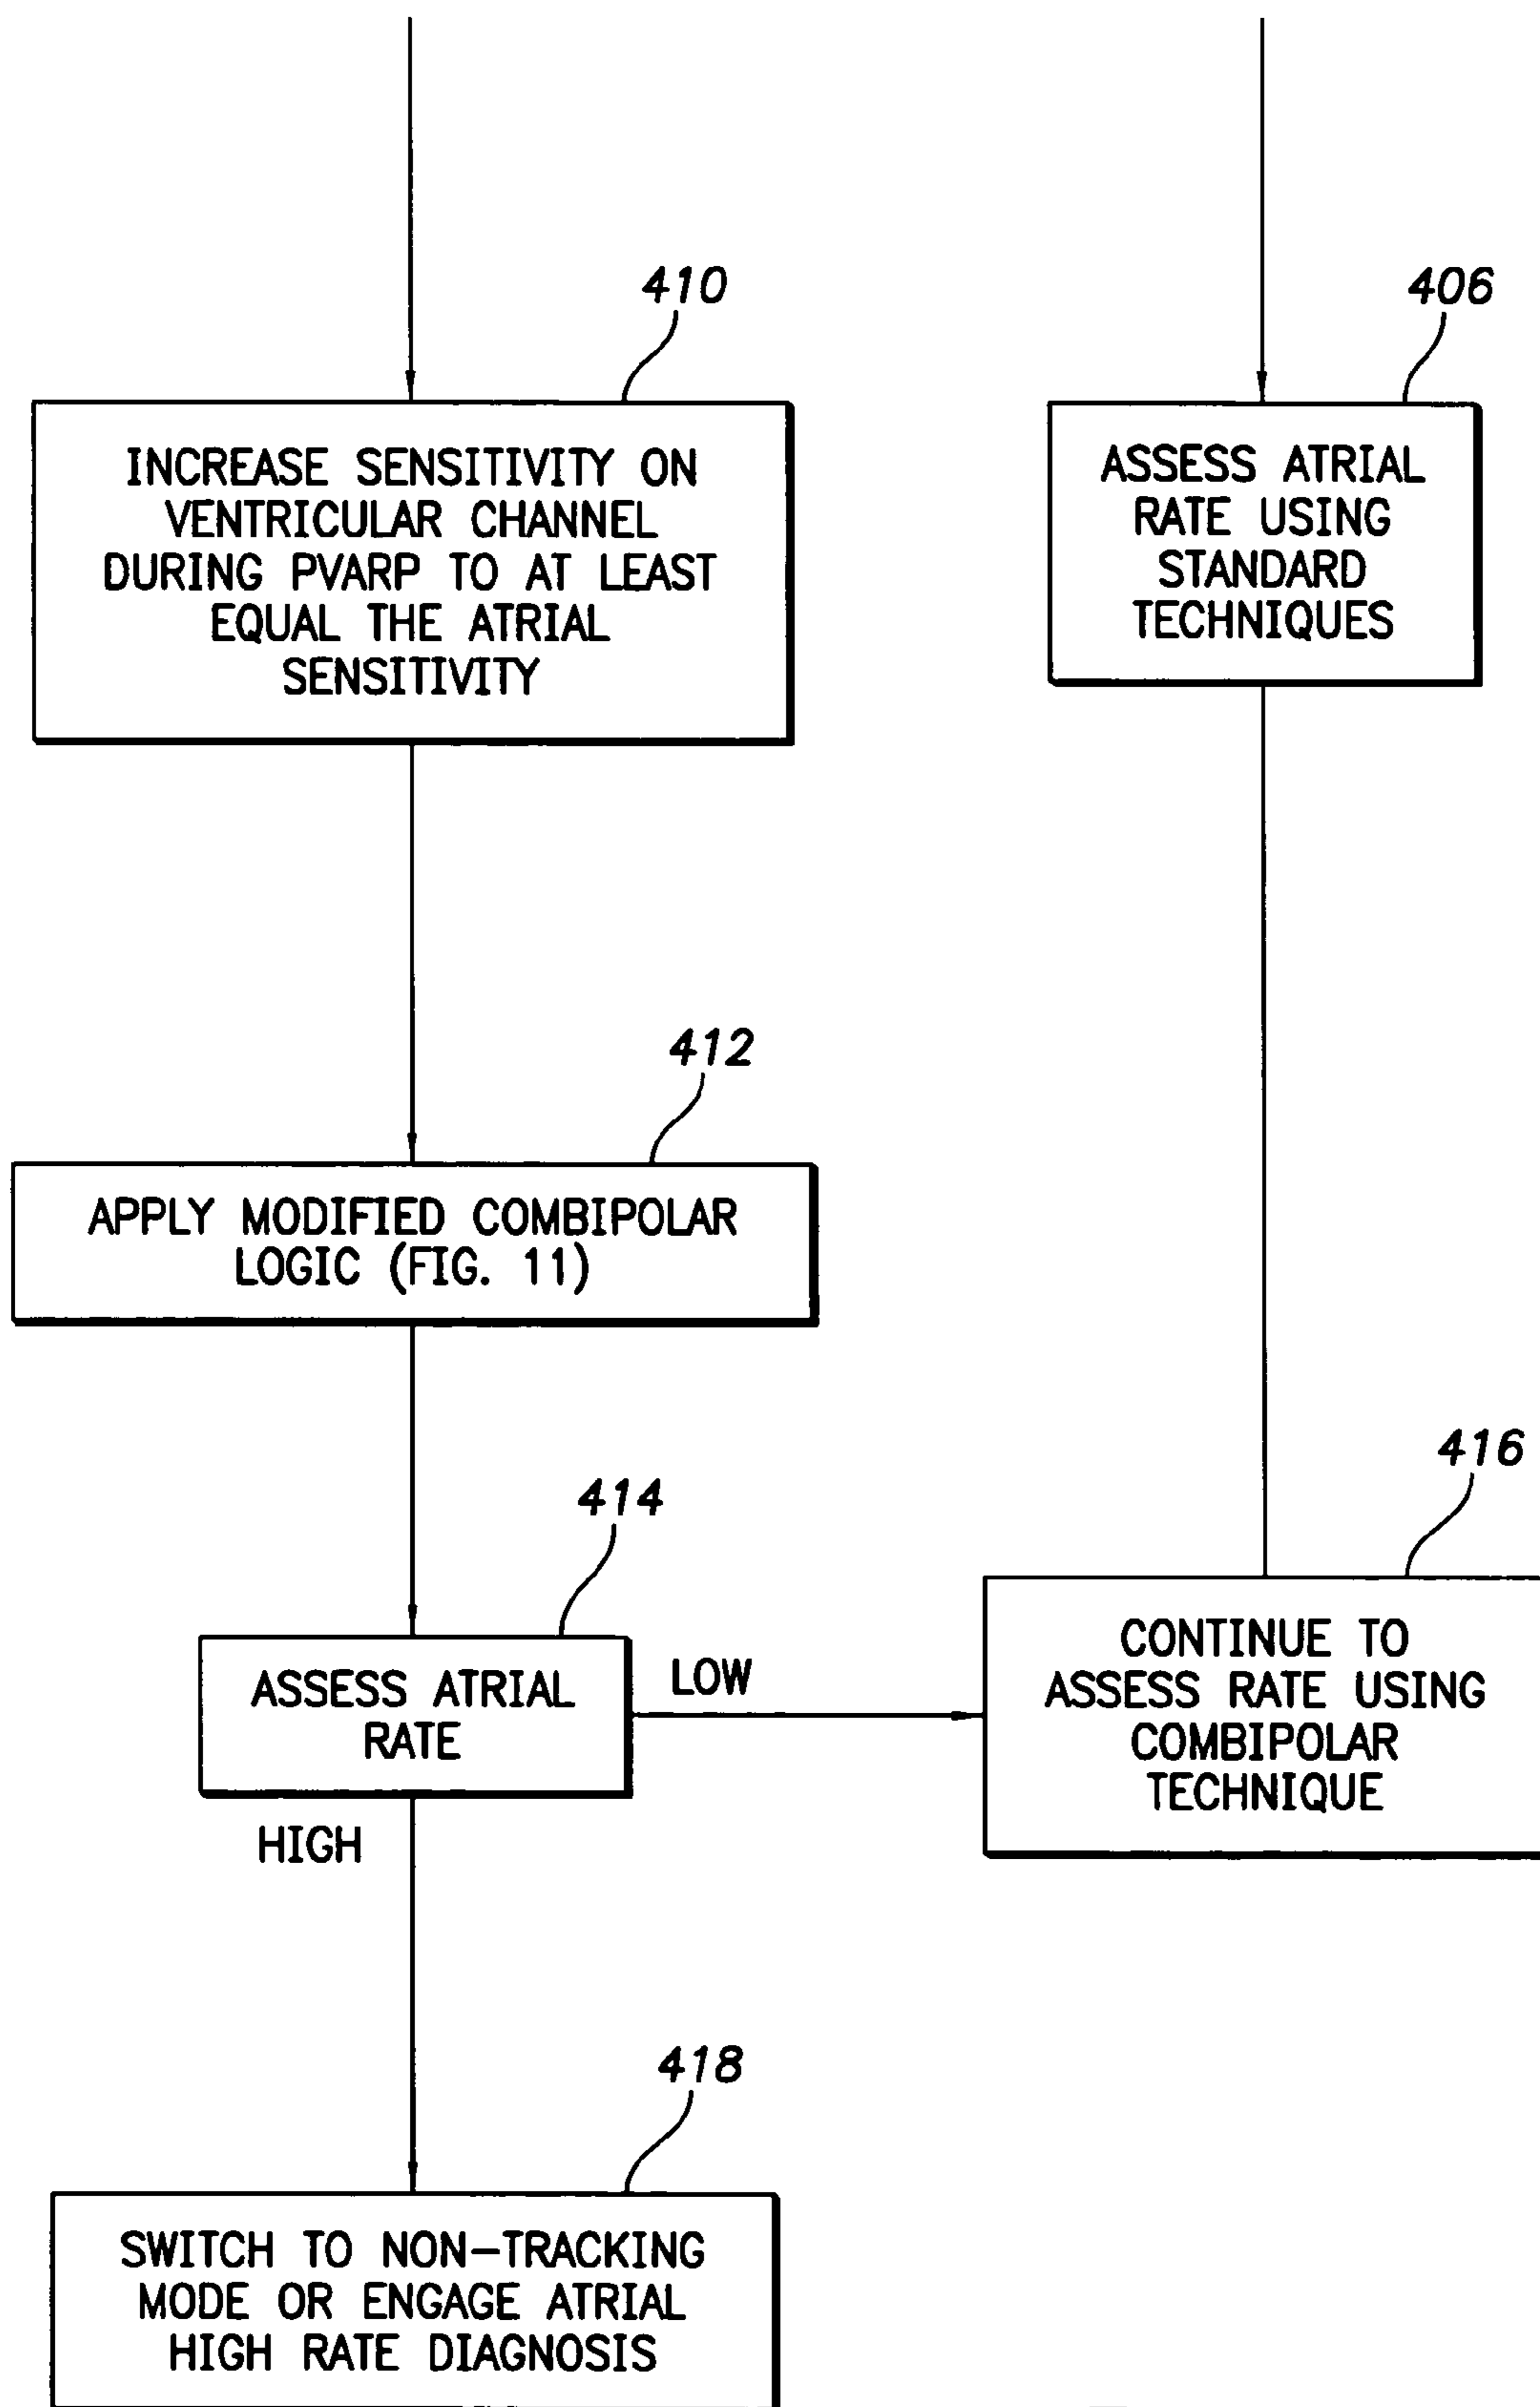 410
INCREASE SENSITIVITY ON
VENTRICULAR CHANNEL
DURING PVARP TO AT LEAST
EQUAL THE ATRIAL
SENSITIVITY
406
ASSESS ATRIAL
RATE USING
STANDARD
TECHNIQUES
412
APPLY MODIFIED COMBIPOLAR
LOGIC (FIG. 11)
414
ASSESS ATRIAL
RATE
LOW
HIGH
416
CONTINUE TO
ASSESS RATE USING
COMBIPOLAR
TECHNIQUE
418
SWITCH TO NON-TRACKING
MODE OR ENGAGE ATRIAL
HIGH RATE DIAGNOSIS